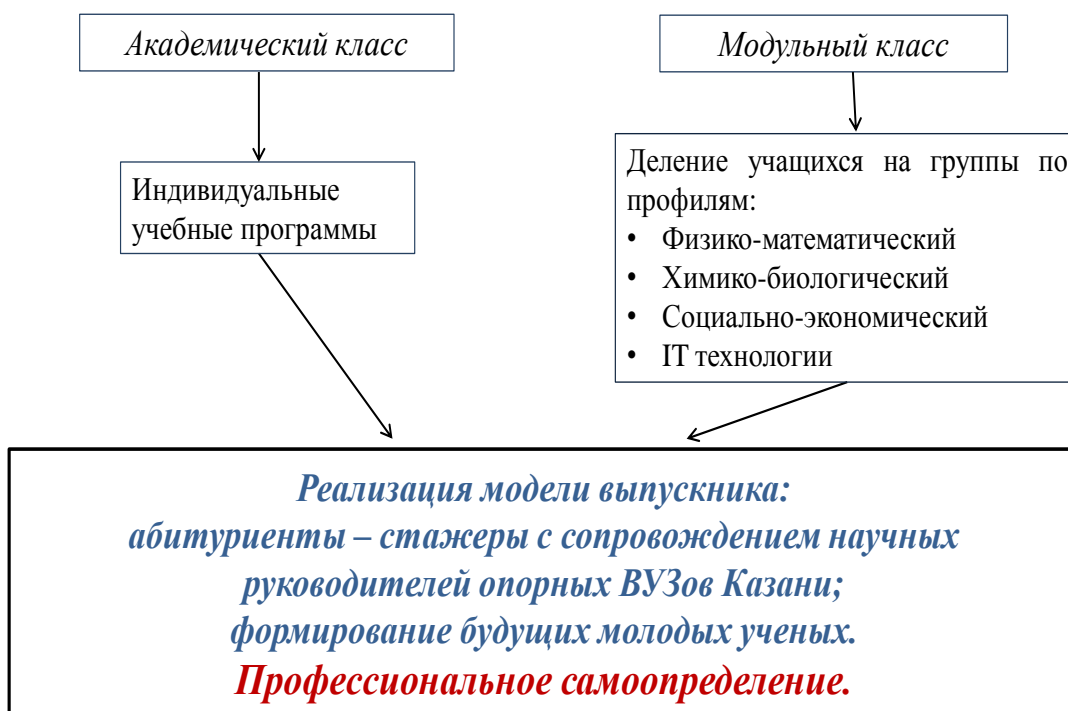 Академический класс
Модульный класс
Индивидуальные
учебные программы
Деление учащихся на группы по
профилям:
• Физико-математический
• Химико-биологический
• Социально-экономический
• IT технологии
Реализация модели выпускника:
абитуриенты – стажеры с сопровождением научных
руководителей опорных ВУЗов Казани;
формирование будущих молодых ученых.
Профессиональное самоопределение.